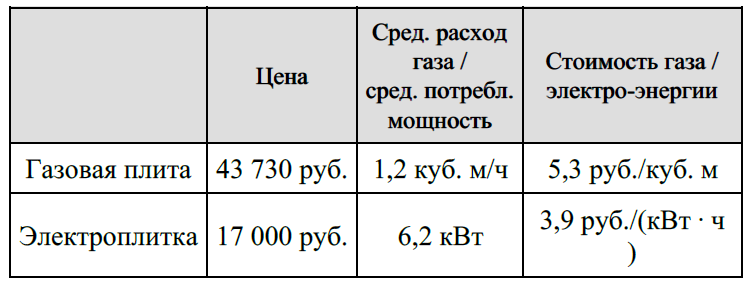 Цена
Сред. расход
газа /
сред. потребл.
мощность
Стоимость газа /
электро-энергии
Газовая плита 43 730 руб. 1,2 куб. м/ч 5,3 руб./куб. м
Электроплитка 17 000 руб. 6,2 кВт 3,9 руб./(кВт · ч
)